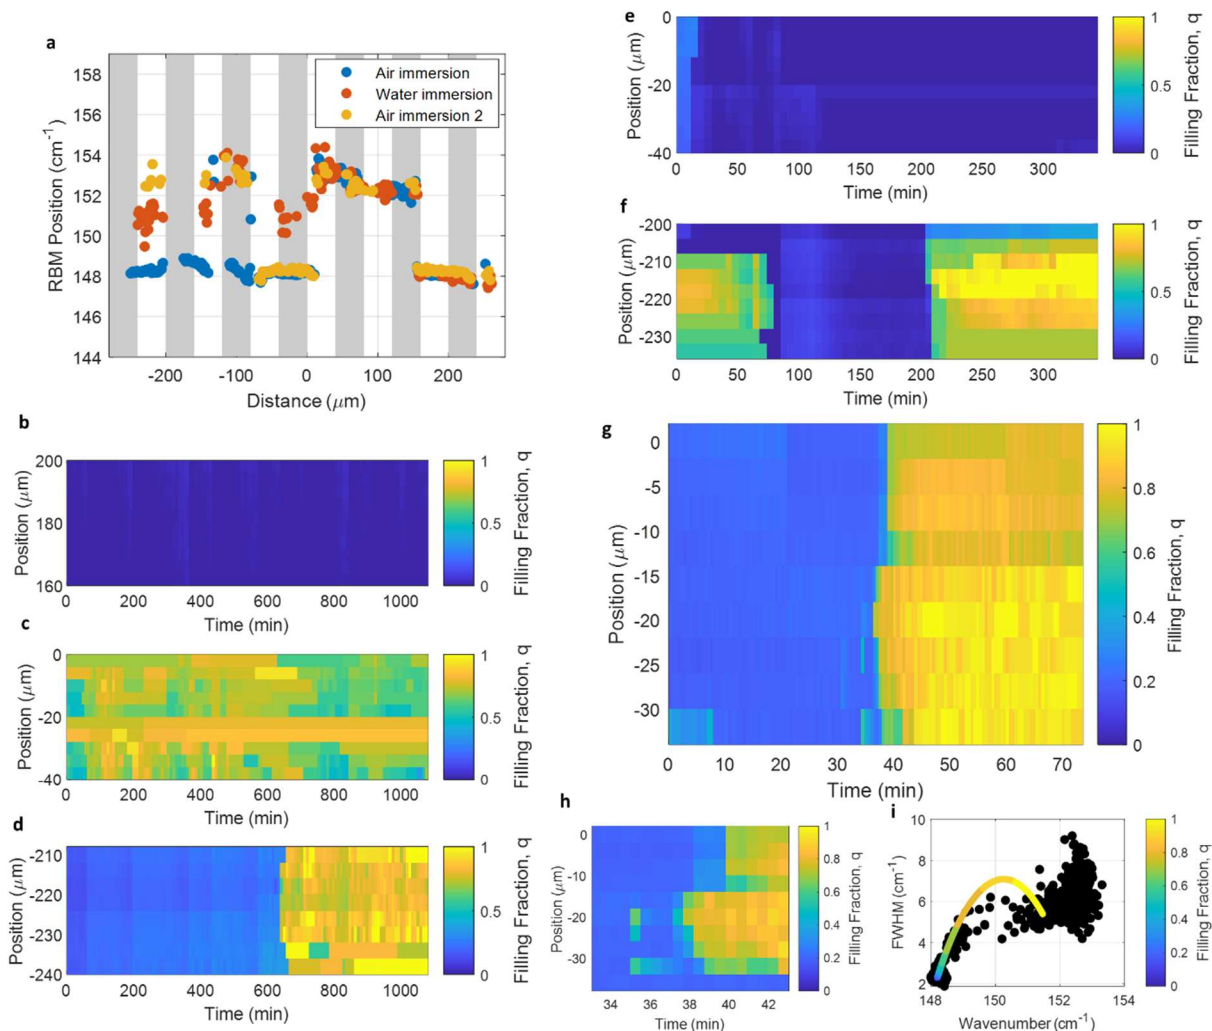 a
159
158
156
154
152
150
148
146
144
RBM Position (cm-1)
Air immersion
Water immersion
Air immersion 2
-200 -100 0 100 200
Distance (μm)
b
200
180
160
Position (μm)
0 200 400 600 800 1000
Time (min)
1
0.5
0
Filling Fraction, q
c
0
-20
-40
Position (μm)
0 200 400 600 800 1000
Time (min)
1
0.5
0
Filling Fraction, q
d
-210
-220
-230
-240
Position (μm)
0 200 400 600 800 1000
Time (min)
1
0.5
0
Filling Fraction, q
e
0
-20
-40
Position (μm)
0 50 100 150 200 250 300
Time (min)
1
0.5
0
Filling Fraction, q
f
-200
-210
-220
-230
Position (μm)
0 50 100 150 200 250 300
Time (min)
1
0.5
0
Filling Fraction, q
g
0
-5
-10
-15
-20
-25
-30
Position (μm)
0 10 20 30 40 50 60 70
Time (min)
1
0.8
0.6
0.4
0.2
0
Filling Fraction, q
h
0
-10
-20
-30
Position (μm)
34 36 38 40 42
Time (min)
1
0.8
0.6
0.4
0.2
0
Filling Fraction, q
i
10
8
6
4
2
FWHM (cm-1)
148 150 152 154
Wavenumber (cm-1)
1
0.8
0.6
0.4
0.2
0
Filling Fraction, q